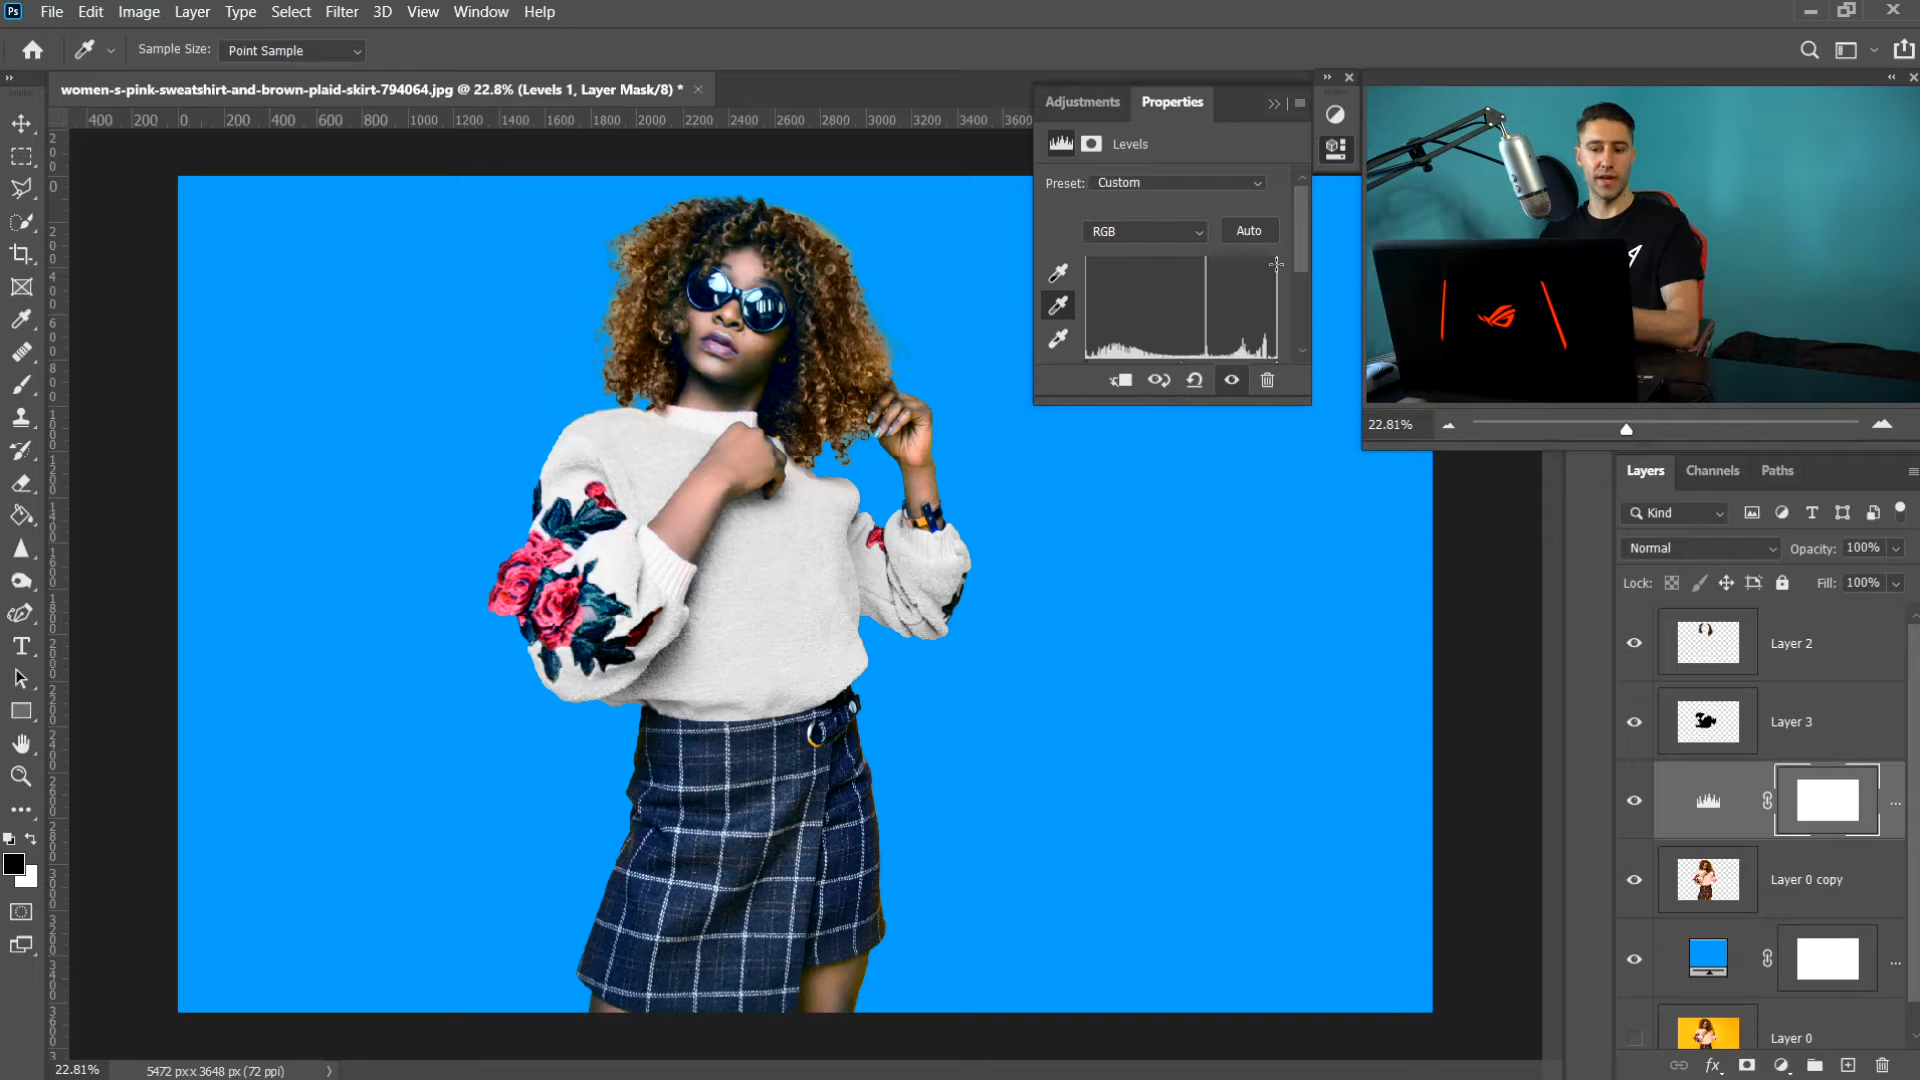 Ps File Edit Image Layer Type Select Filter 3D View Window Help
Sample Size: Point Sample
women-s-pink-sweatshirt-and-brown-plaid-skirt-794064.jpg @ 22.8% (Levels 1, Layer Mask/8) *
400 200 0 200 400 600 800 1000 1200 1400 1600 1800 2000 2200 2400 2600 2800 3000 3200 3400 3600
Adjustments Properties
Levels
Preset: Custom
RGB Auto
22.81%
Layers Channels Paths
Kind
Normal Opacity: 100%
Lock: Fill: 100%
Layer 2
Layer 3
Layer 0 copy
Layer 0
fx
22.81% 5472 px x 3648 px (72 ppi)